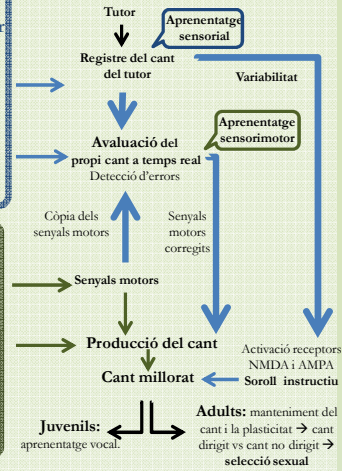 Tutor
Aprenentatge
sensorial
Registre del cant
del tutor
Variabilitat
Aprenentatge
sensorimotor
Avaluació del
propi cant a temps real
Detecció d'errors
Còpia dels
senyals motors
Senyals
motors
corregits
Senyals motors
Producció del cant
Activació receptors
NMDA i AMPA
Soroll instructiu
Cant millorat
Juvenils:
aprenentatge vocal.
Adults: manteniment del
cant i la plasticitat → cant
dirigit vs cant no dirigit →
selecció sexual